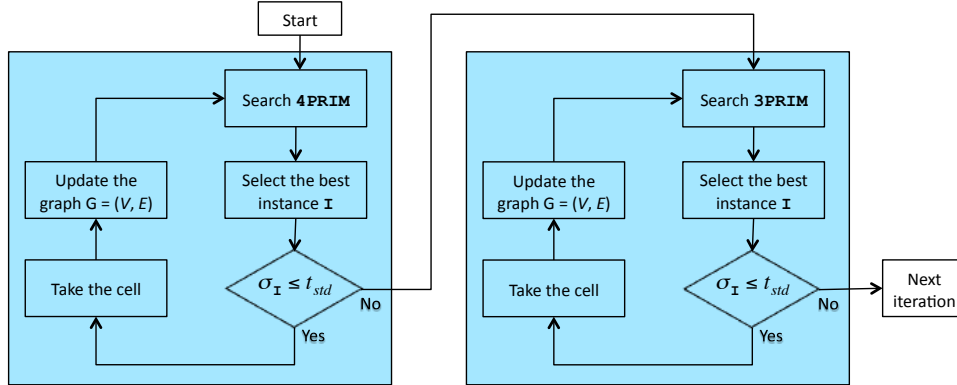 Start
Search 4PRIM
Update the
graph G = (V, E)
Select the best
instance I
Take the cell
σI ≤ tstd
No
Yes
Search 3PRIM
Update the
graph G = (V, E)
Select the best
instance I
Take the cell
σI ≤ tstd
No
Yes
Next
iteration